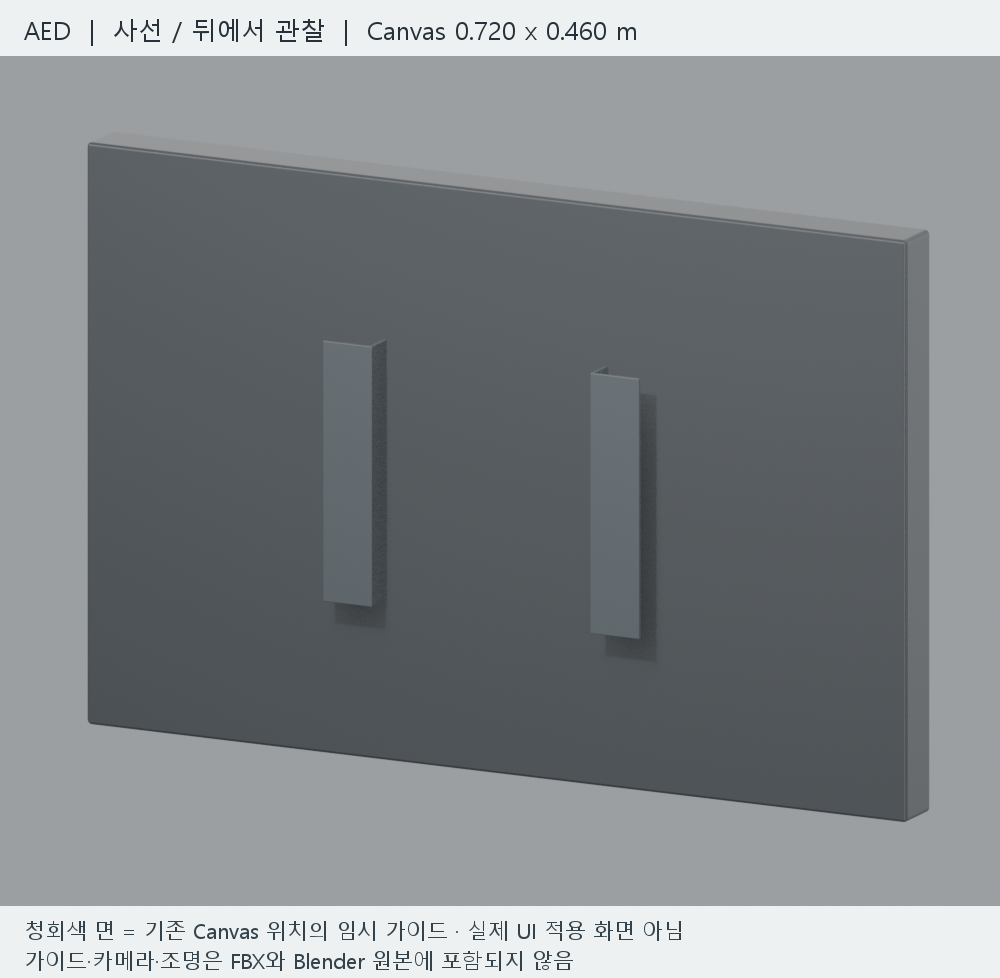 AED | 사선 / 뒤에서 관찰 | Canvas 0.720 x 0.460 m
청회색 면 = 기존 Canvas 위치의 임시 가이드 · 실제 UI 적용 화면 아님
가이드·카메라·조명은 FBX와 Blender 원본에 포함되지 않음